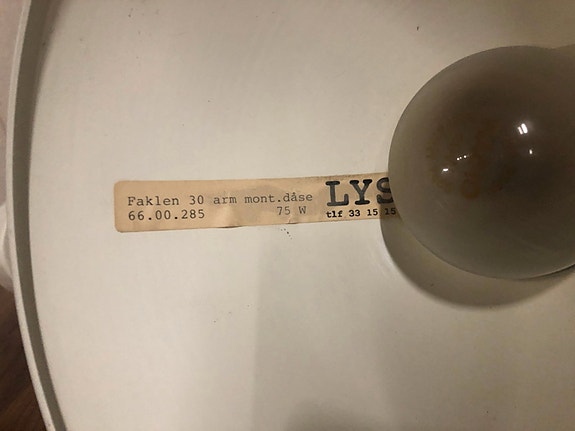 Faklen 30 arm mont.dåse
66.00.285 75 W
LYS
tlf 33 15 15